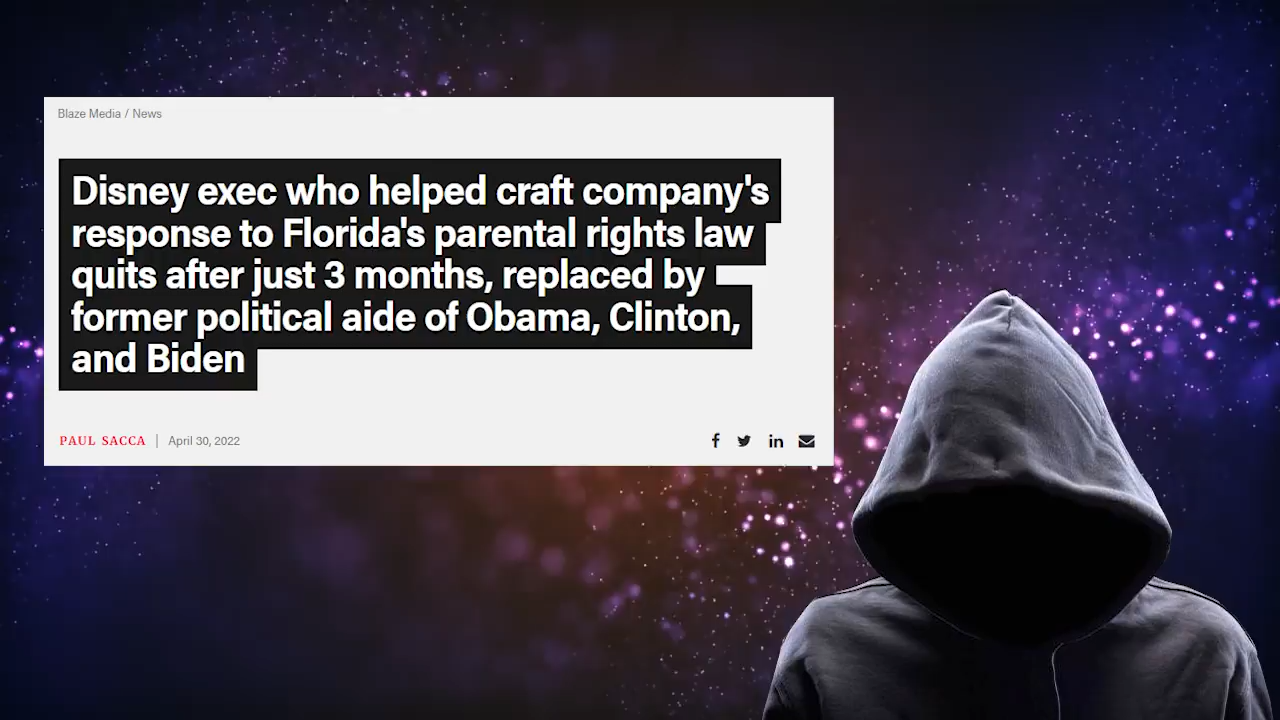 Blaze Media / News
Disney exec who helped craft company's
response to Florida's parental rights law
quits after just 3 months, replaced by
former political aide of Obama, Clinton,
and Biden
PAUL SACCA | April 30, 2022